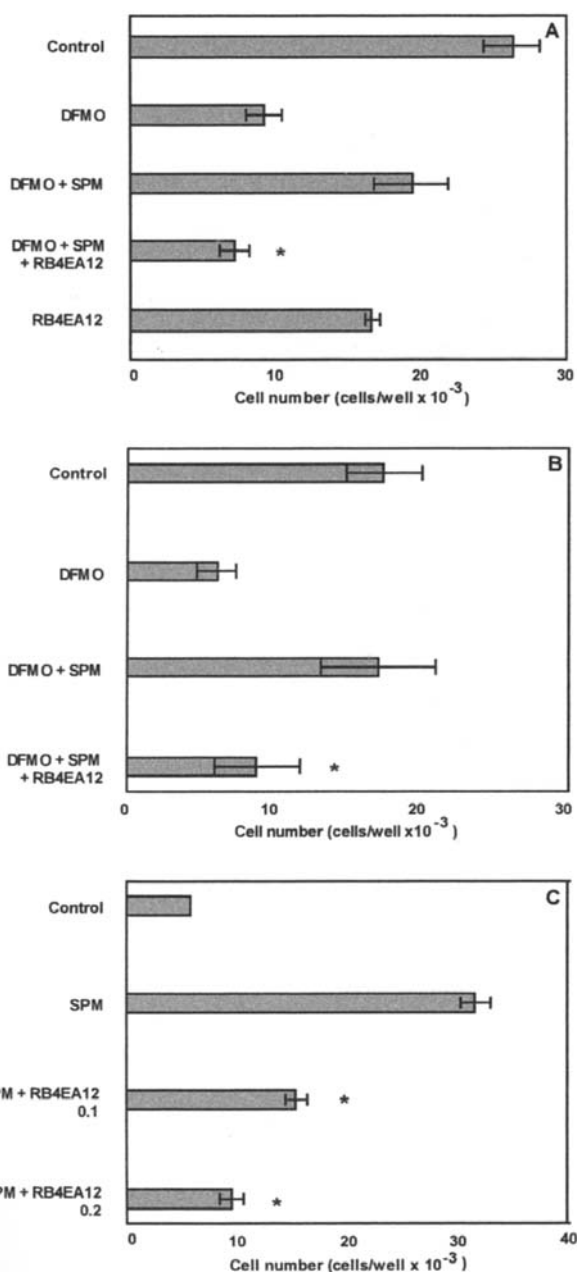 A
Control
DFMO
DFMO + SPM
DFMO + SPM
+ RB4EA12
*
RB4EA12
0 10 20 30
Cell number (cells/well x 10-3)
B
Control
DFMO
DFMO + SPM
DFMO + SPM
+ RB4EA12
*
0 10 20 30
Cell number (cells/well x10-3)
C
Control
SPM
PM + RB4EA12
0.1
*
PM + RB4EA12
0.2
*
0 10 20 30 40
Cell number (cells/well x 10-3)